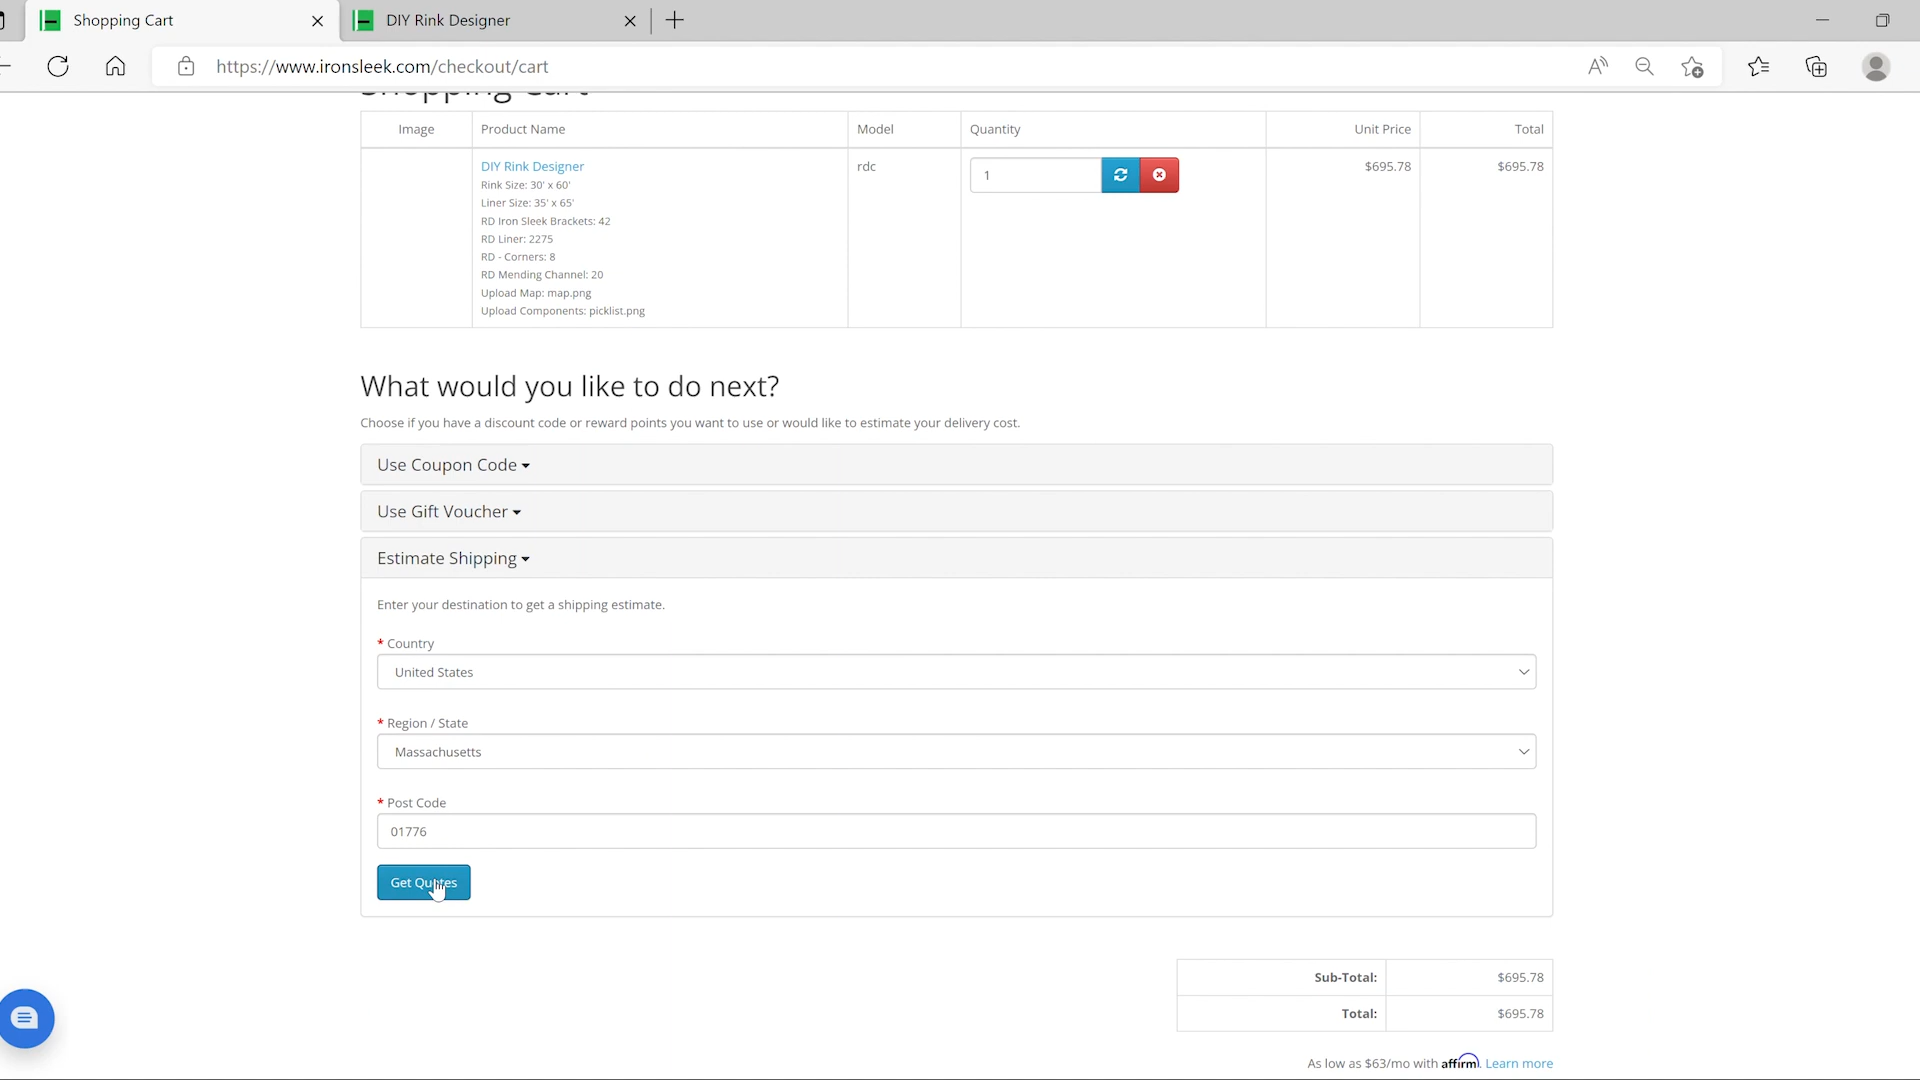 Shopping Cart
DIY Rink Designer
https://www.ironsleek.com/checkout/cart
Shopping Cart
Image Product Name Model Quantity Unit Price Total
DIY Rink Designer rdc 1 $695.78 $695.78
Rink Size: 30' x 60'
Liner Size: 35' x 65'
RD Iron Sleek Brackets: 42
RD Liner: 2275
RD - Corners: 8
RD Mending Channel: 20
Upload Map: map.png
Upload Components: picklist.png
What would you like to do next?
Choose if you have a discount code or reward points you want to use or would like to estimate your delivery cost.
Use Coupon Code
Use Gift Voucher
Estimate Shipping
Enter your destination to get a shipping estimate.
* Country
United States
* Region / State
Massachusetts
* Post Code
01776
Get Quotes
Sub-Total: $695.78
Total: $695.78
As low as $63/mo with affirm. Learn more